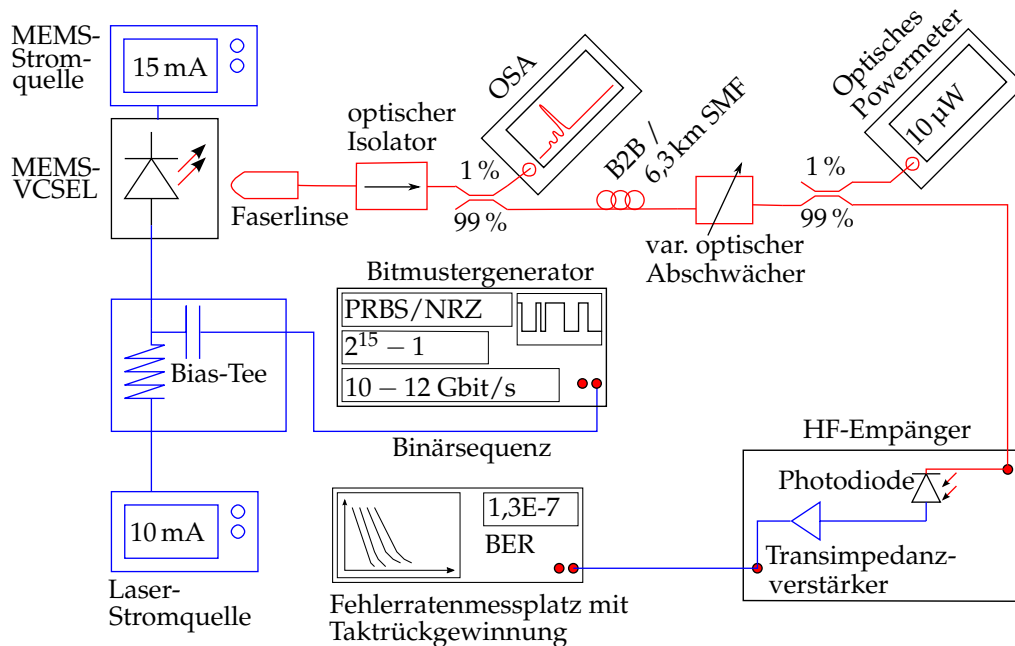 MEMS-
Strom-
quelle
15 mA
MEMS-
VCSEL
Faserlinse
optischer
Isolator
OSA
1 %
99 %
B2B /
6,3 km SMF
var. optischer
Abschwächer
Optisches
Powermeter
10 µW
1 %
99 %
Bitmustergenerator
PRBS/NRZ
2¹⁵ − 1
10 − 12 Gbit/s
Bias-Tee
Binärsequenz
HF-Empänger
Photodiode
Transimpedanz-
verstärker
10 mA
Laser-
Stromquelle
1,3E-7
BER
Fehlerratenmessplatz mit
Taktrückgewinnung